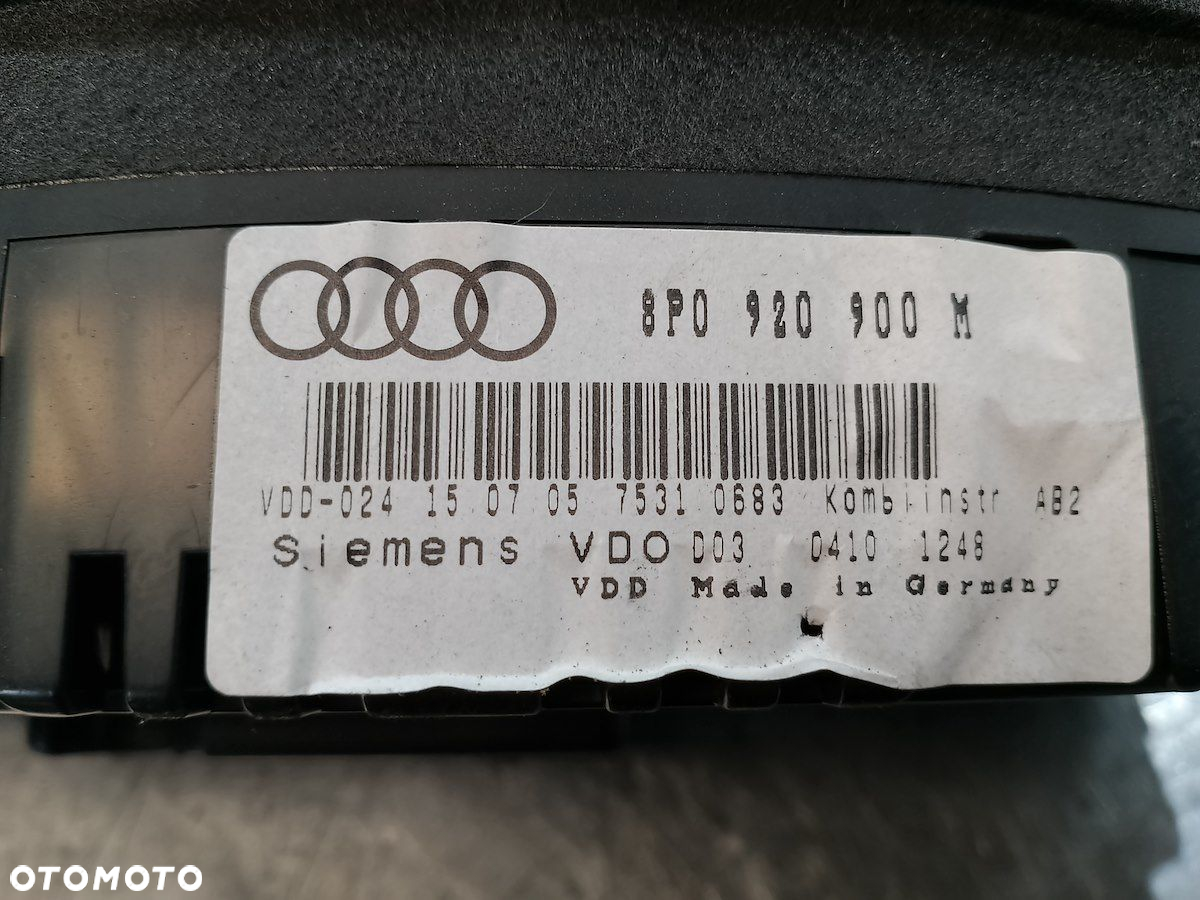 8P0 920 900 M
VDD-024 15.07.05 7531 0683 Kombiinstr AB2
Siemens VDO D03 0410 1248
VDD Made in Germany
OTOMOTO